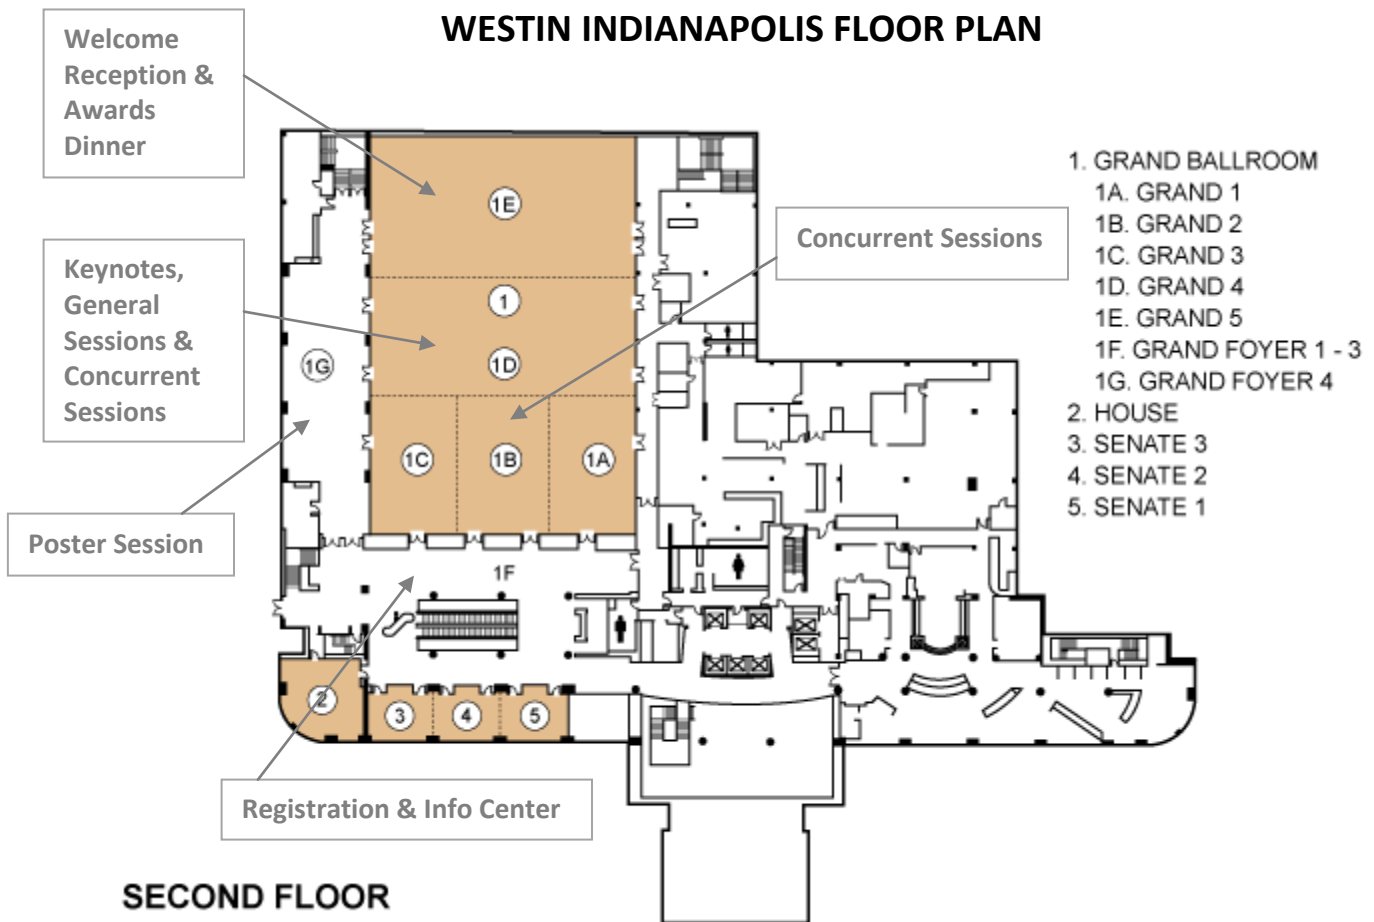 WESTIN INDIANAPOLIS FLOOR PLAN
Welcome
Reception &
Awards
Dinner
Keynotes,
General
Sessions &
Concurrent
Sessions
Concurrent Sessions
Poster Session
Registration & Info Center
1E
1
1D
1G
1C
1B
1A
1F
2
3
4
5
1. GRAND BALLROOM
1A. GRAND 1
1B. GRAND 2
1C. GRAND 3
1D. GRAND 4
1E. GRAND 5
1F. GRAND FOYER 1 - 3
1G. GRAND FOYER 4
2. HOUSE
3. SENATE 3
4. SENATE 2
5. SENATE 1
SECOND FLOOR